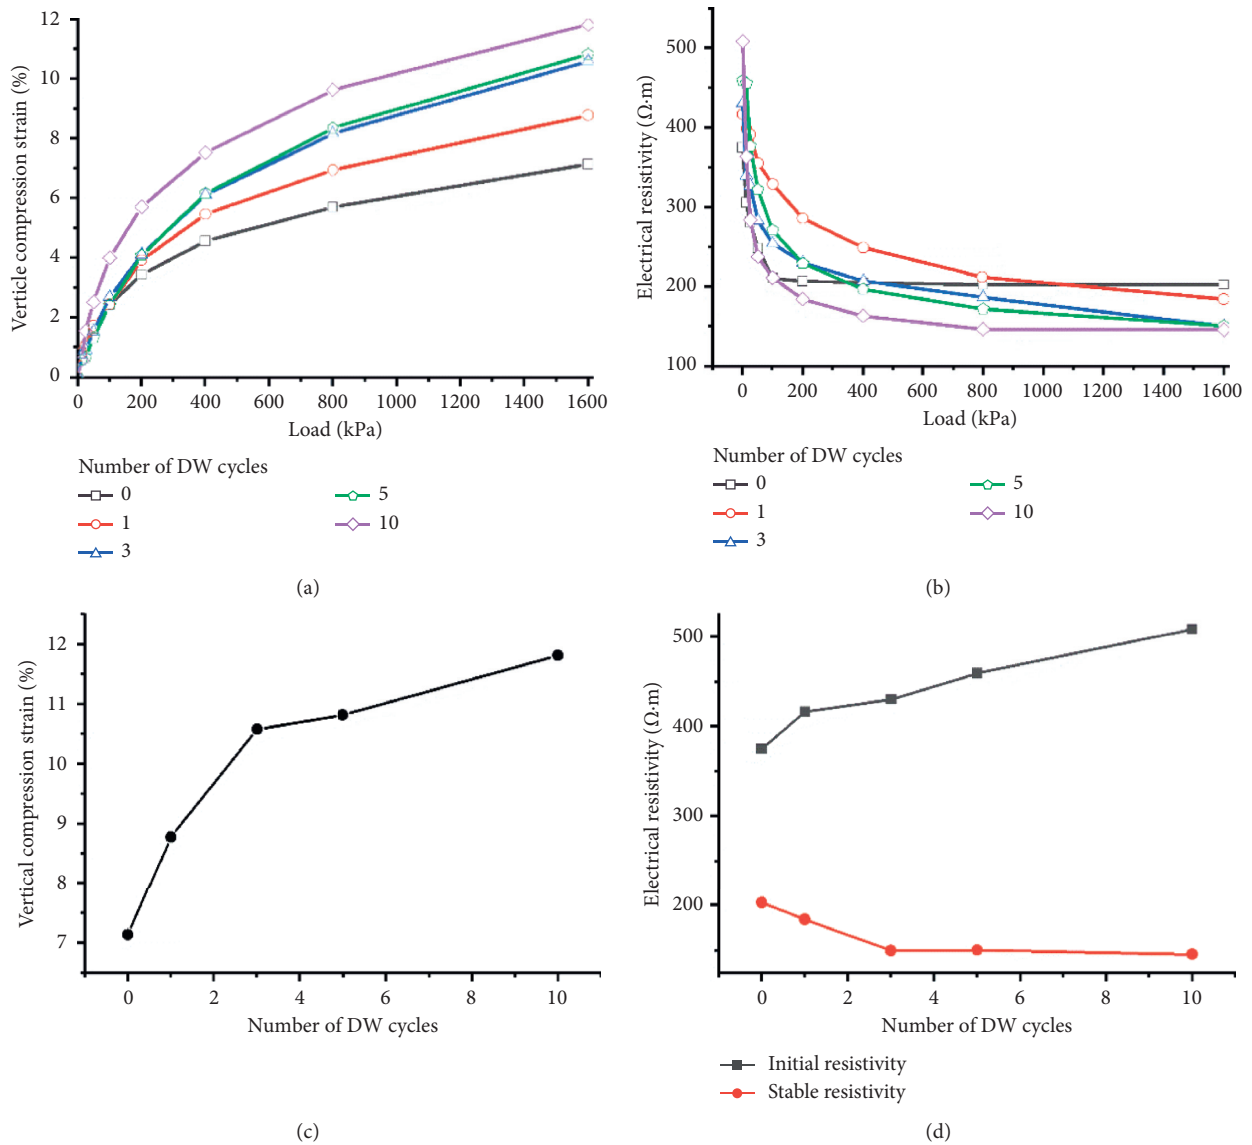 Verticle compression strain (%)
12
10
8
6
4
2
0
0 200 400 600 800 1000 1200 1400 1600
Load (kPa)
Number of DW cycles
0
1
3
5
10
(a)
Electrical resistivity (Ω·m)
500
400
300
200
100
0 200 400 600 800 1000 1200 1400 1600
Load (kPa)
Number of DW cycles
0
1
3
5
10
(b)
Vertical compression strain (%)
12
11
10
9
8
7
0 2 4 6 8 10
Number of DW cycles
(c)
Electrical resistivity (Ω·m)
500
400
300
200
0 2 4 6 8 10
Number of DW cycles
Initial resistivity
Stable resistivity
(d)